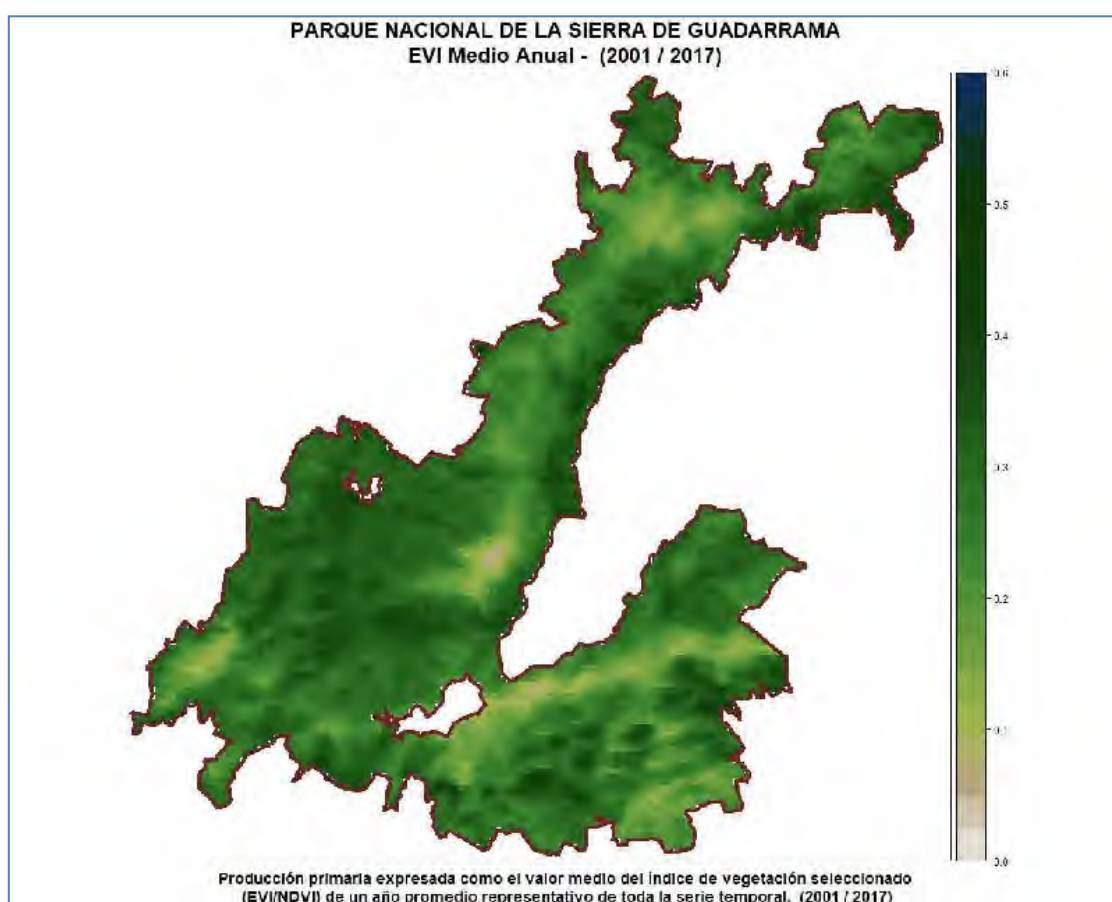 PARQUE NACIONAL DE LA SIERRA DE GUADARRAMA
EVI Medio Anual - (2001 / 2017)
0.6
0.5
0.4
0.3
0.2
0.1
0.0
Producción primaria expresada como el valor medio del índice de vegetación seleccionado
(EVI/NDVI) de un año promedio representativo de toda la serie temporal. (2001 / 2017)